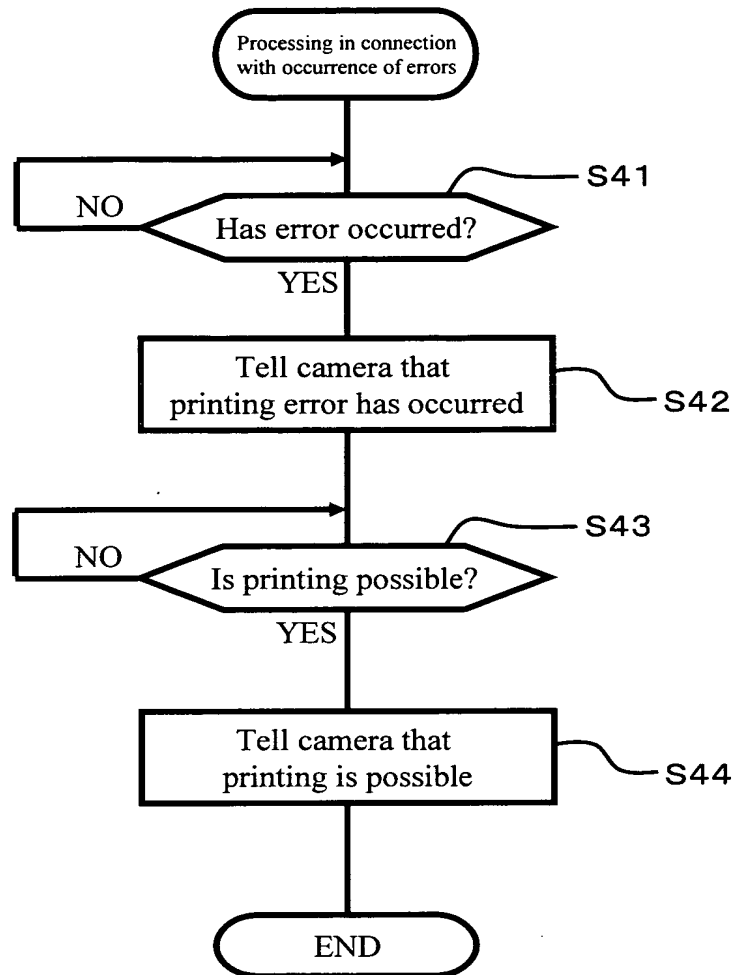 Processing in connection
with occurrence of errors
S41
NO
Has error occurred?
YES
Tell camera that
printing error has occurred
S42
S43
NO
Is printing possible?
YES
Tell camera that
printing is possible
S44
END